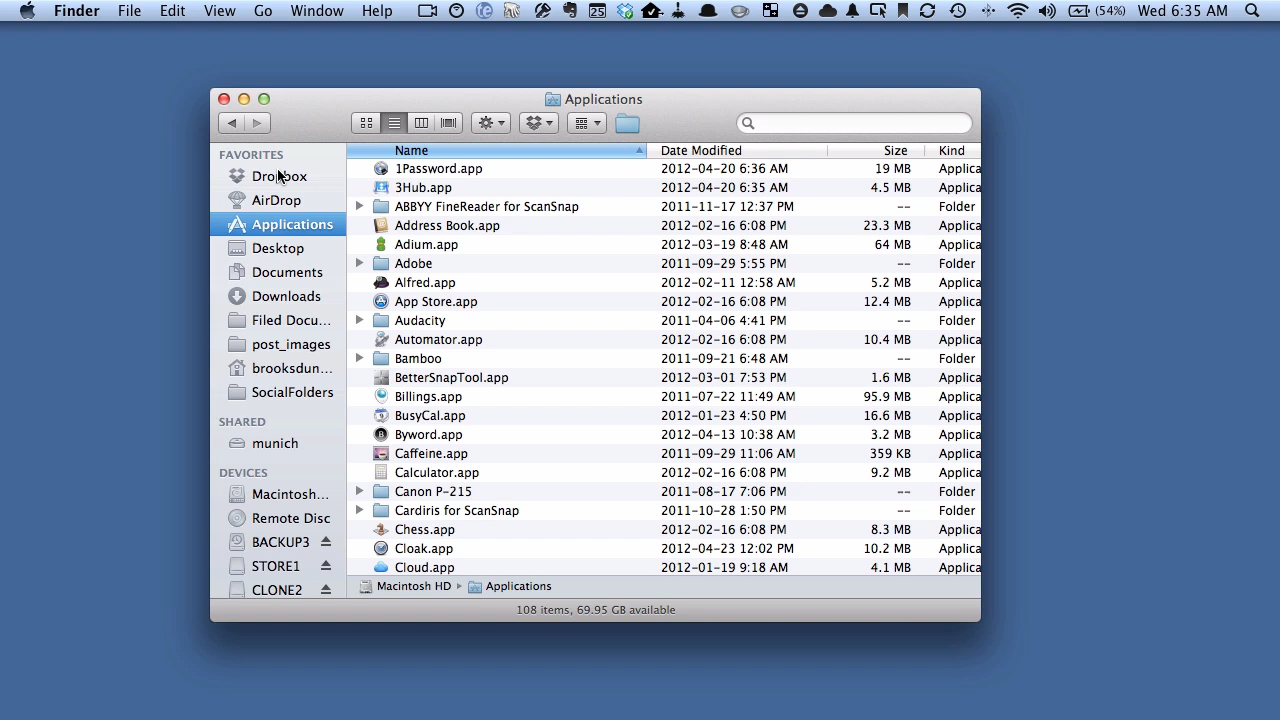 Finder File Edit View Go Window Help 25 (54%) Wed 6:35 AM
Applications
FAVORITES
Dropbox
AirDrop
Applications
Desktop
Documents
Downloads
Filed Docu...
post_images
brooksdun...
SocialFolders
SHARED
munich
DEVICES
Macintosh...
Remote Disc
BACKUP3
STORE1
CLONE2
Name Date Modified Size Kind
1Password.app 2012-04-20 6:36 AM 19 MB Applica
3Hub.app 2012-04-20 6:35 AM 4.5 MB Applica
ABBYY FineReader for ScanSnap 2011-11-17 12:37 PM -- Folder
Address Book.app 2012-02-16 6:08 PM 23.3 MB Applica
Adium.app 2012-03-19 8:48 AM 64 MB Applica
Adobe 2011-09-29 5:55 PM -- Folder
Alfred.app 2012-02-11 12:58 AM 5.2 MB Applica
App Store.app 2012-02-16 6:08 PM 12.4 MB Applica
Audacity 2011-04-06 4:41 PM -- Folder
Automator.app 2012-02-16 6:08 PM 10.4 MB Applica
Bamboo 2011-09-21 6:48 AM -- Folder
BetterSnapTool.app 2012-03-01 7:53 PM 1.6 MB Applica
Billings.app 2011-07-22 11:49 AM 95.9 MB Applica
BusyCal.app 2012-01-23 4:50 PM 16.6 MB Applica
Byword.app 2012-04-13 10:38 AM 3.2 MB Applica
Caffeine.app 2011-09-29 11:06 AM 359 KB Applica
Calculator.app 2012-02-16 6:08 PM 9.2 MB Applica
Canon P-215 2011-08-17 7:06 PM -- Folder
Cardiris for ScanSnap 2011-10-28 1:50 PM -- Folder
Chess.app 2012-02-16 6:08 PM 8.3 MB Applica
Cloak.app 2012-04-23 12:02 PM 10.2 MB Applica
Cloud.app 2012-01-19 9:18 AM 4.1 MB Applica
Macintosh HD Applications
108 items, 69.95 GB available